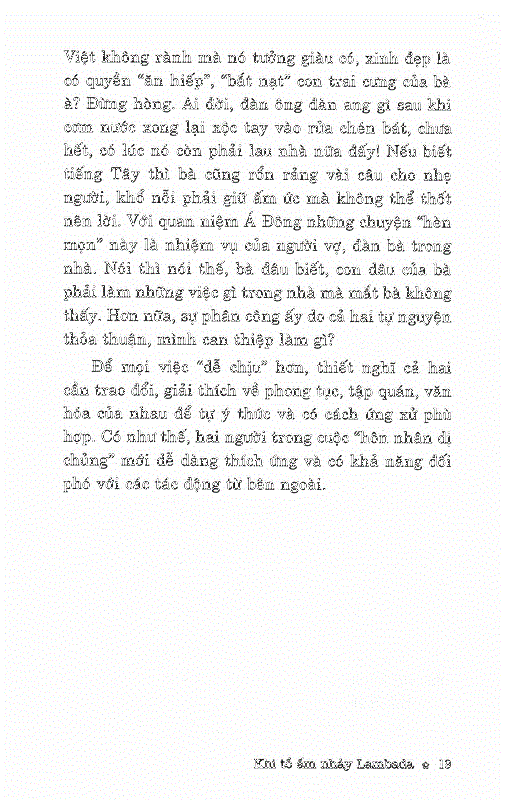 Việt không rành mà nó tưởng giàu có, xinh đẹp là
có quyền “ăn hiếp”, “bắt nạt” con trai cưng của bà
à? Đừng hòng. Ai đời, đàn ông đàn ang gì sau khi
cơm nước xong lại xộc tay vào rửa chén bát, chưa
hết, có lúc nó còn phải lau nhà nữa đấy! Nếu biết
tiếng Tây thì bà cũng rổn rảng vài câu cho nhẹ
người, khổ nỗi phải giữ ấm ức mà không thể thốt
nên lời. Với quan niệm Á Đông những chuyện “hèn
mọn” này là nhiệm vụ của người vợ, đàn bà trong
nhà. Nói thì nói thế, bà đâu biết, con dâu của bà
phải làm những việc gì trong nhà mà mắt bà không
thấy. Hơn nữa, sự phân công ấy do cả hai tự nguyện
thỏa thuận, mình can thiệp làm gì?
Để mọi việc “dễ chịu” hơn, thiết nghĩ cả hai
cần trao đổi, giải thích về phong tục, tập quán, văn
hóa của nhau để tự ý thức và có cách ứng xử phù
hợp. Có như thế, hai người trong cuộc “hôn nhân dị
chủng” mới dễ dàng thích ứng và có khả năng đối
phó với các tác động từ bên ngoài.
Khi tổ ấm nhảy Lambada 19